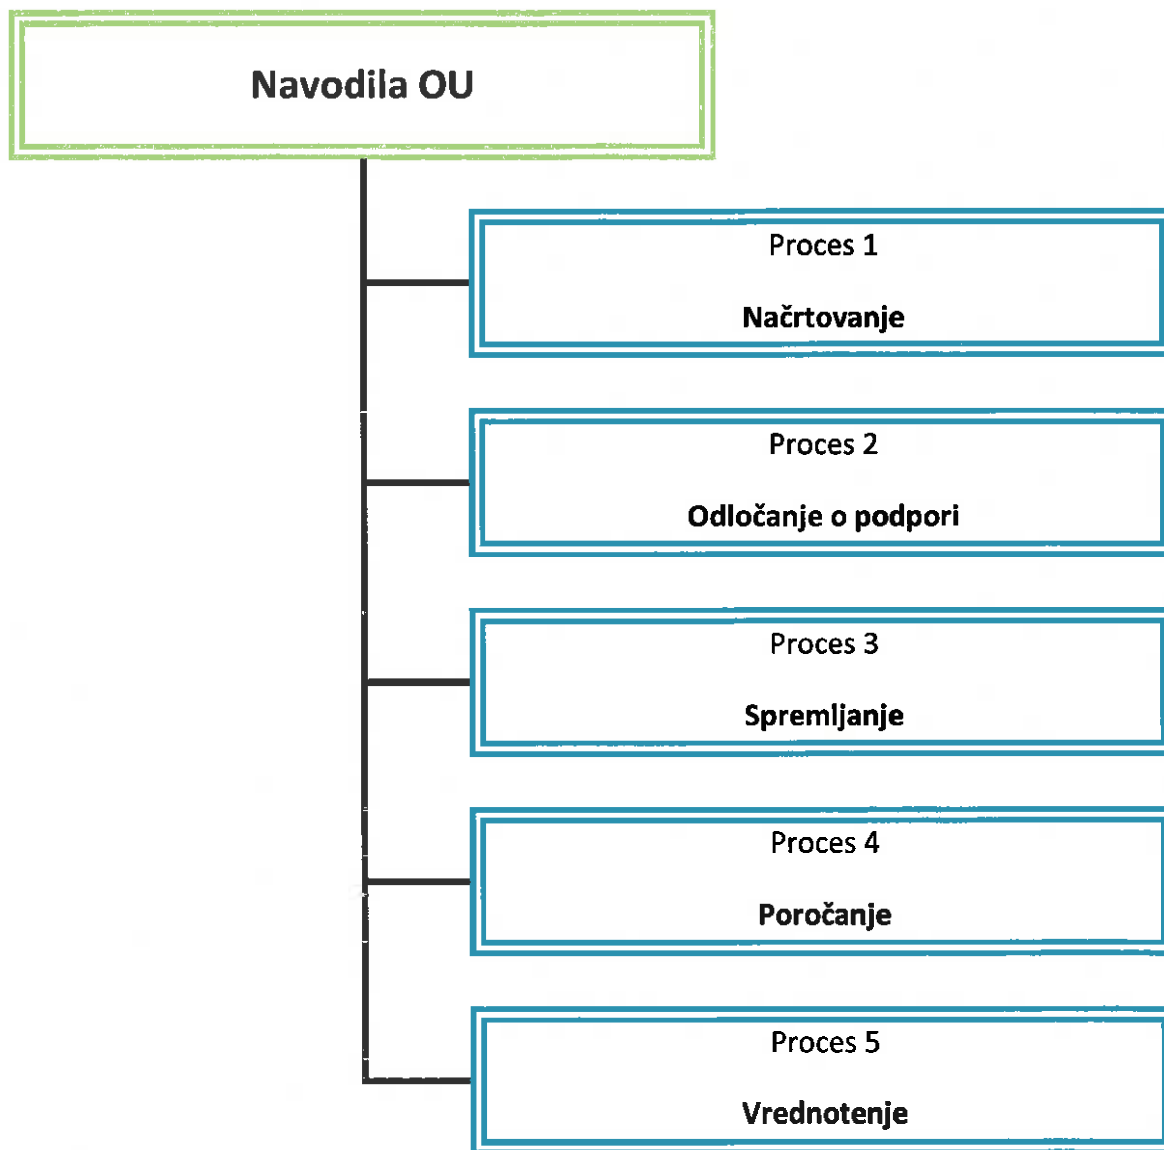 Navodila OU
Proces 1
Načrtovanje
Proces 2
Odločanje o podpori
Proces 3
Spremljanje
Proces 4
Poročanje
Proces 5
Vrednotenje